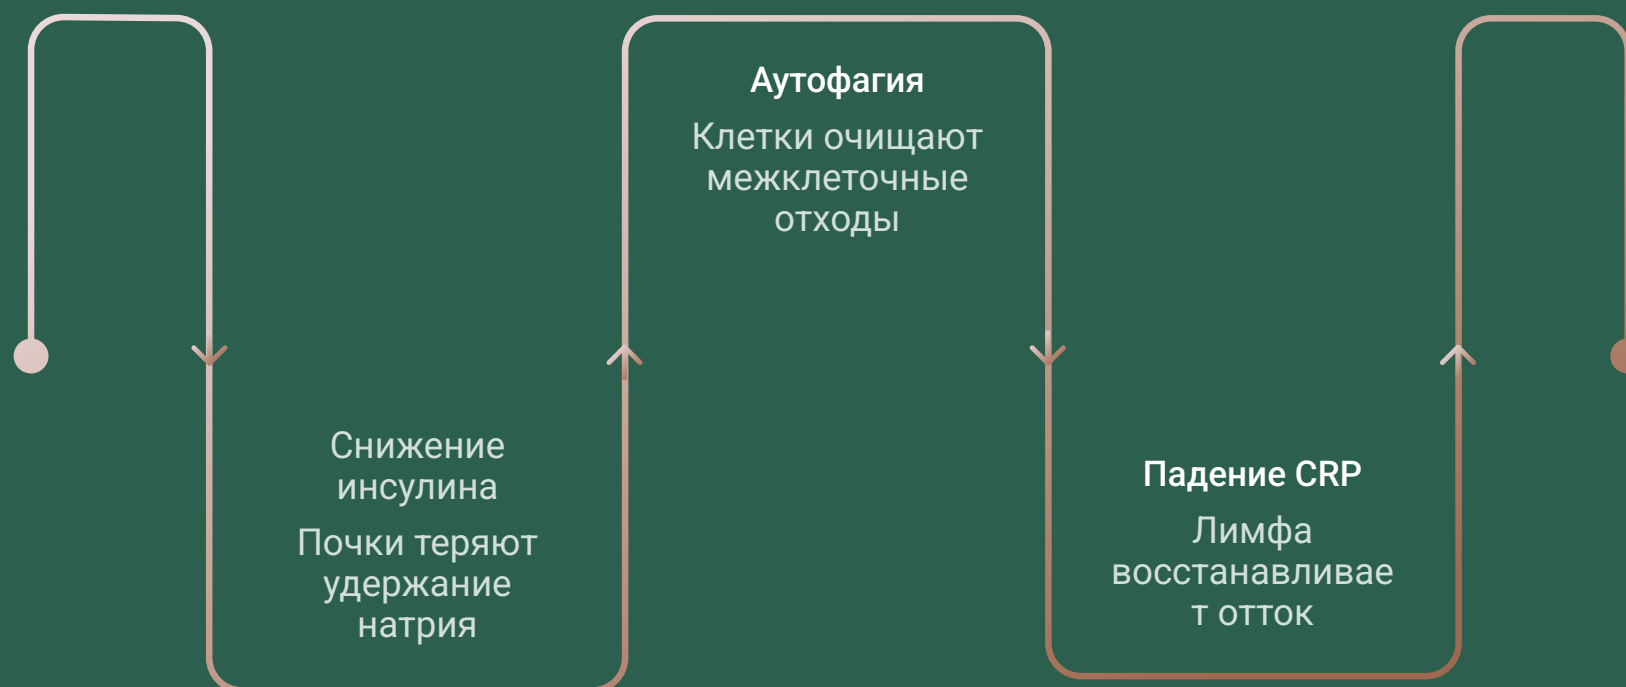 Снижение
инсулина
Почки теряют
удержание
натрия
Аутофагия
Клетки очищают
межклеточные
отходы
Падение CRP
Лимфа
восстанавливае
т отток